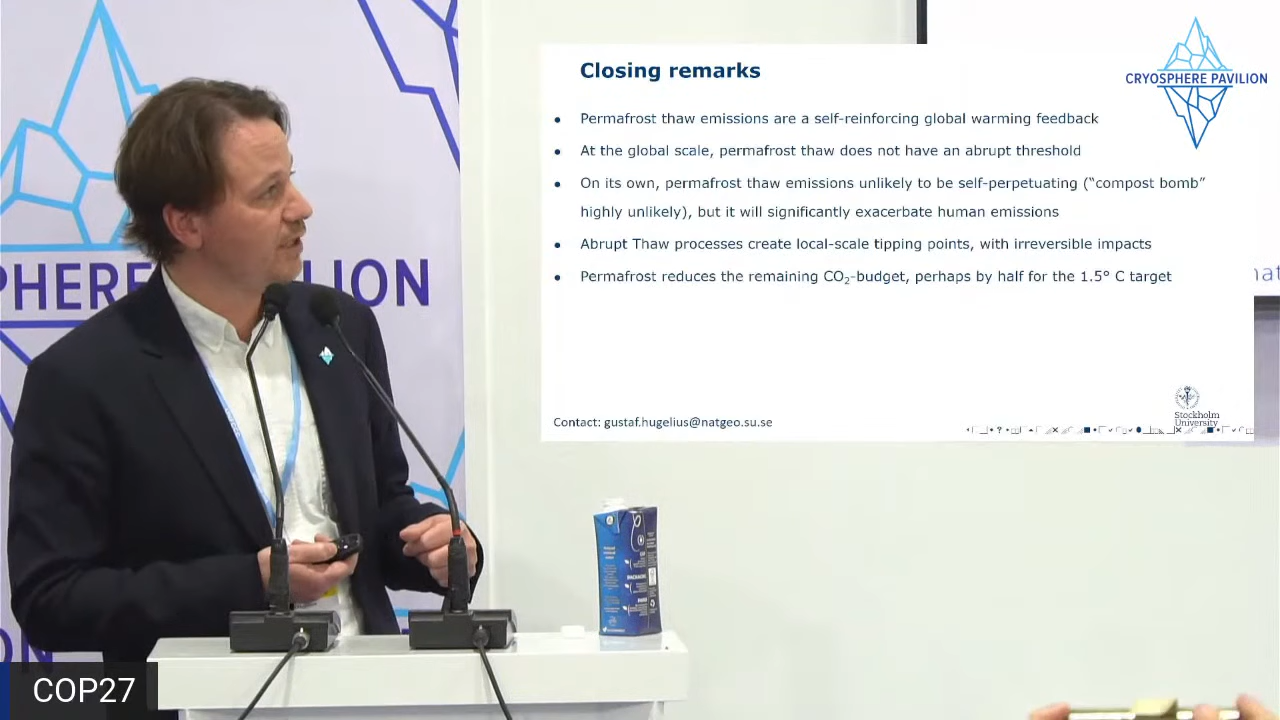 Closing remarks
CRYOSPHERE PAVILION
• Permafrost thaw emissions are a self-reinforcing global warming feedback
• At the global scale, permafrost thaw does not have an abrupt threshold
• On its own, permafrost thaw emissions unlikely to be self-perpetuating (“compost bomb”
highly unlikely), but it will significantly exacerbate human emissions
• Abrupt Thaw processes create local-scale tipping points, with irreversible impacts
• Permafrost reduces the remaining CO₂-budget, perhaps by half for the 1.5° C target
Contact: gustaf.hugelius@natgeo.su.se
Stockholm
University
PHERE
LION
ON
nat
COP27